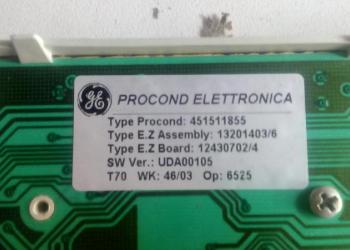 GE PROCOND ELETTRONICA
Type Procond: 451511855
Type E.Z Assembly: 13201403/6
Type E.Z Board: 12430702/4
SW Ver.: UDA00105
T70 WK: 46/03 Op: 6525